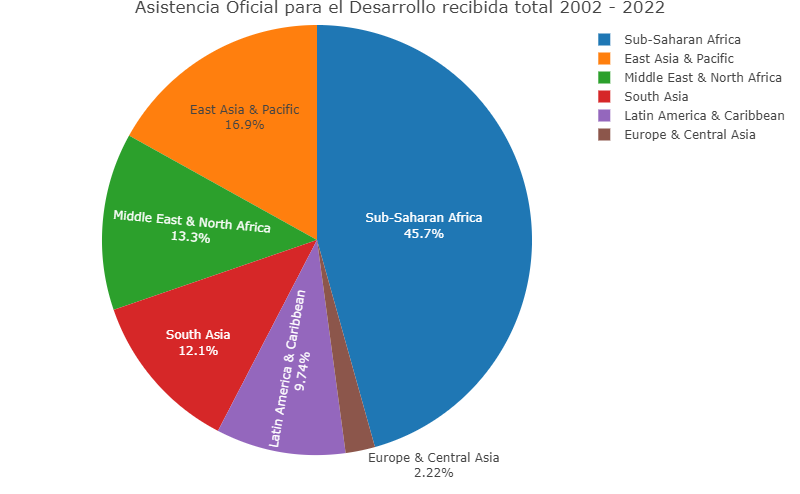 Asistencia Oficial para el Desarrollo recibida total 2002 - 2022
Sub-Saharan Africa
East Asia & Pacific
Middle East & North Africa
South Asia
Latin America & Caribbean
Europe & Central Asia
East Asia & Pacific
16.9%
Sub-Saharan Africa
45.7%
Middle East & North Africa
13.3%
South Asia
12.1%
Latin America & Caribbean
9.74%
Europe & Central Asia
2.22%